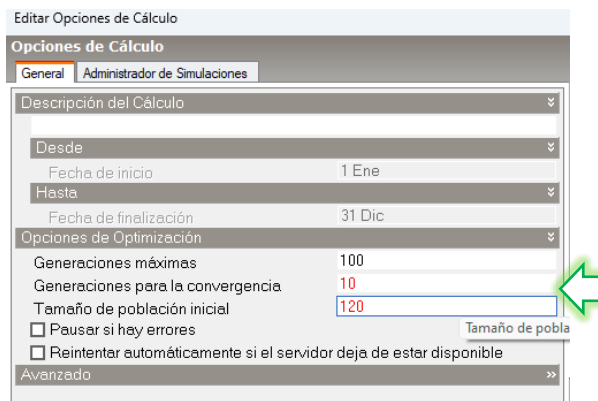 Editar Opciones de Cálculo
Opciones de Cálculo
General Administrador de Simulaciones
Descripción del Cálculo
Desde
Fecha de inicio 1 Ene
Hasta
Fecha de finalización 31 Dic
Opciones de Optimización
Generaciones máximas 100
Generaciones para la convergencia 10
Tamaño de población inicial 120
Pausar si hay errores
Tamaño de pobla
Reintentar automáticamente si el servidor deja de estar disponible
Avanzado